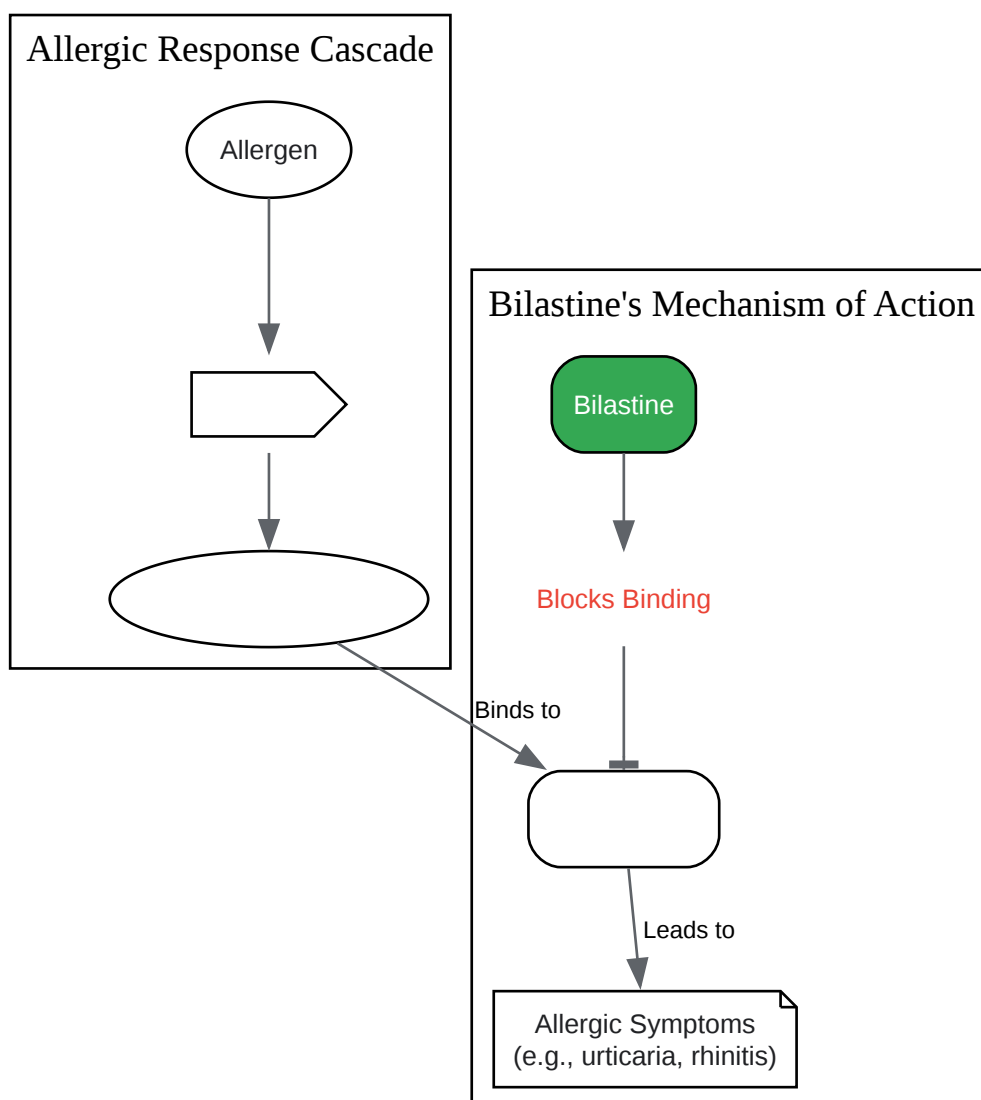 Allergic Response Cascade
Allergen
Bilastine's Mechanism of Action
Bilastine
Blocks Binding
Binds to
Leads to
Allergic Symptoms
(e.g., urticaria, rhinitis)